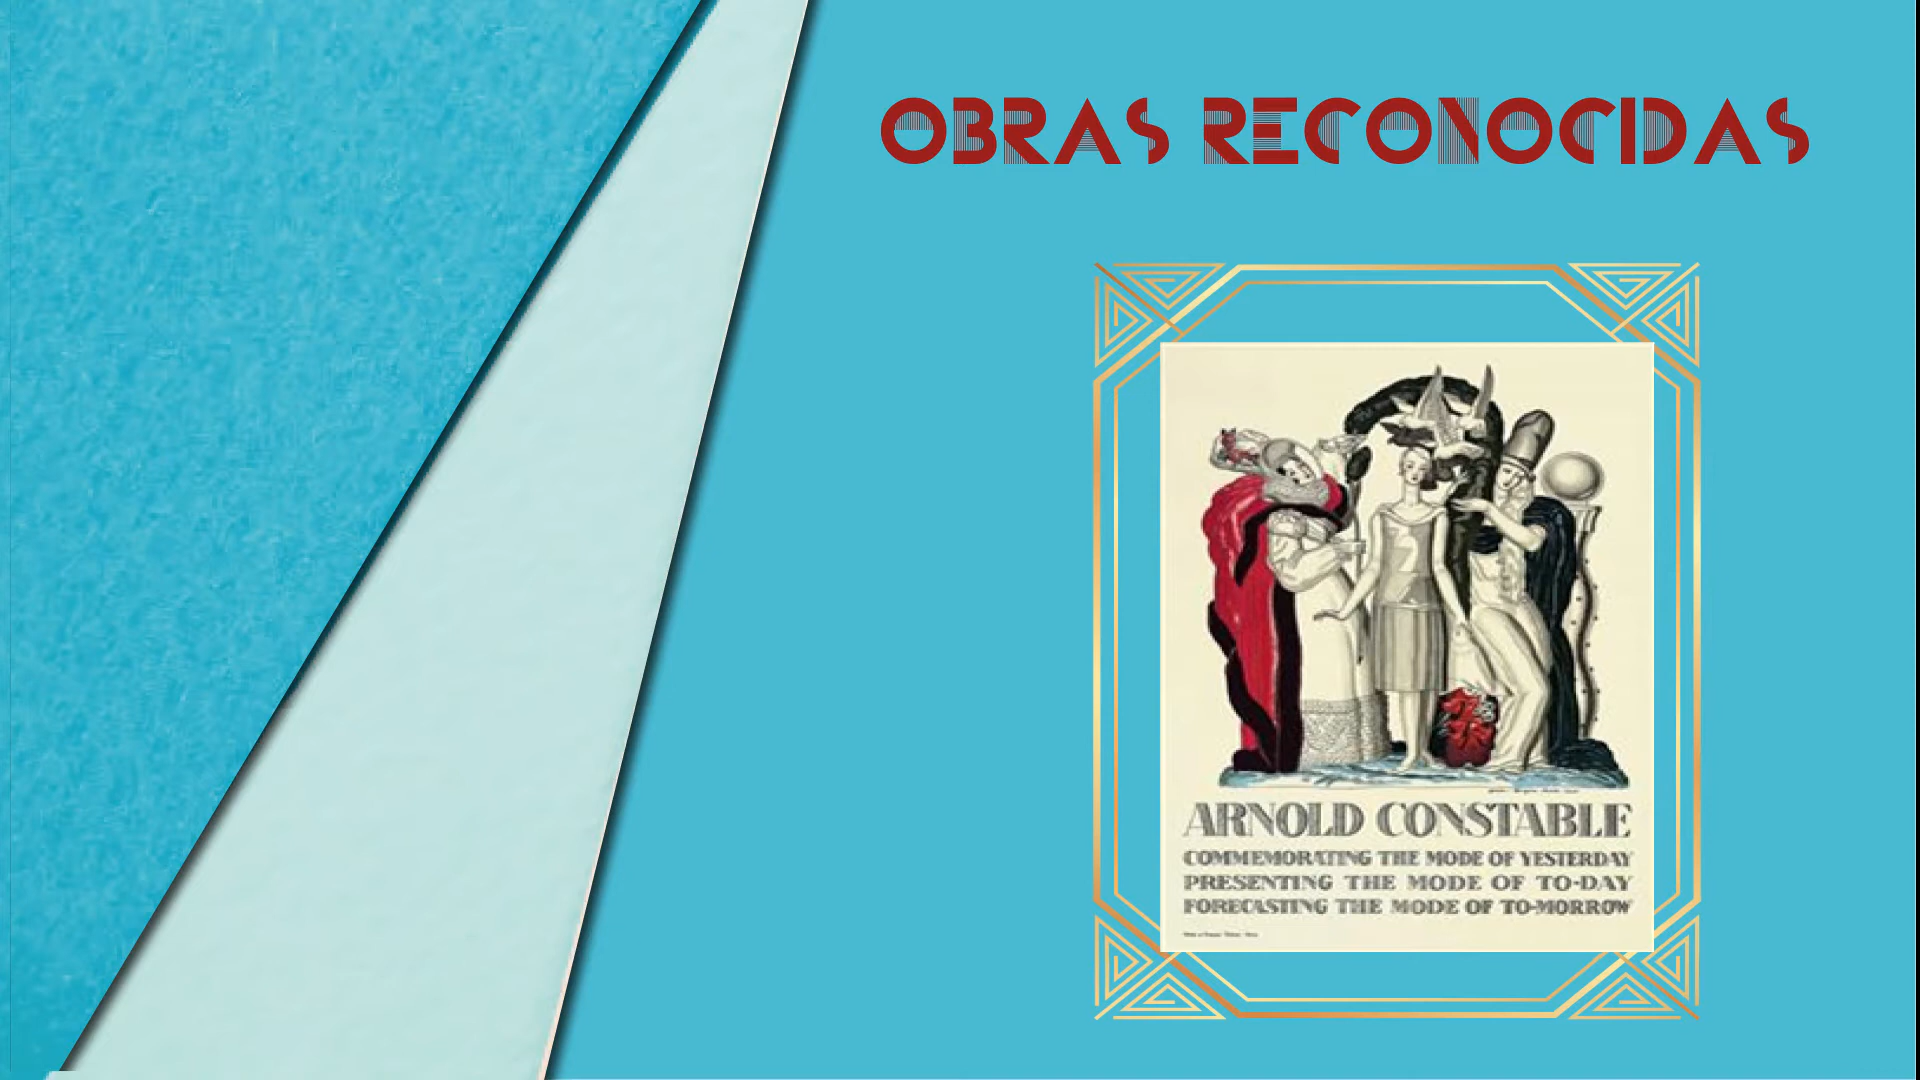 OBRAS RECONOCIDAS
ARNOLD CONSTABLE
COMMEMORATING THE MODE OF YESTERDAY
PRESENTING THE MODE OF TO-DAY
FORECASTING THE MODE OF TO-MORROW